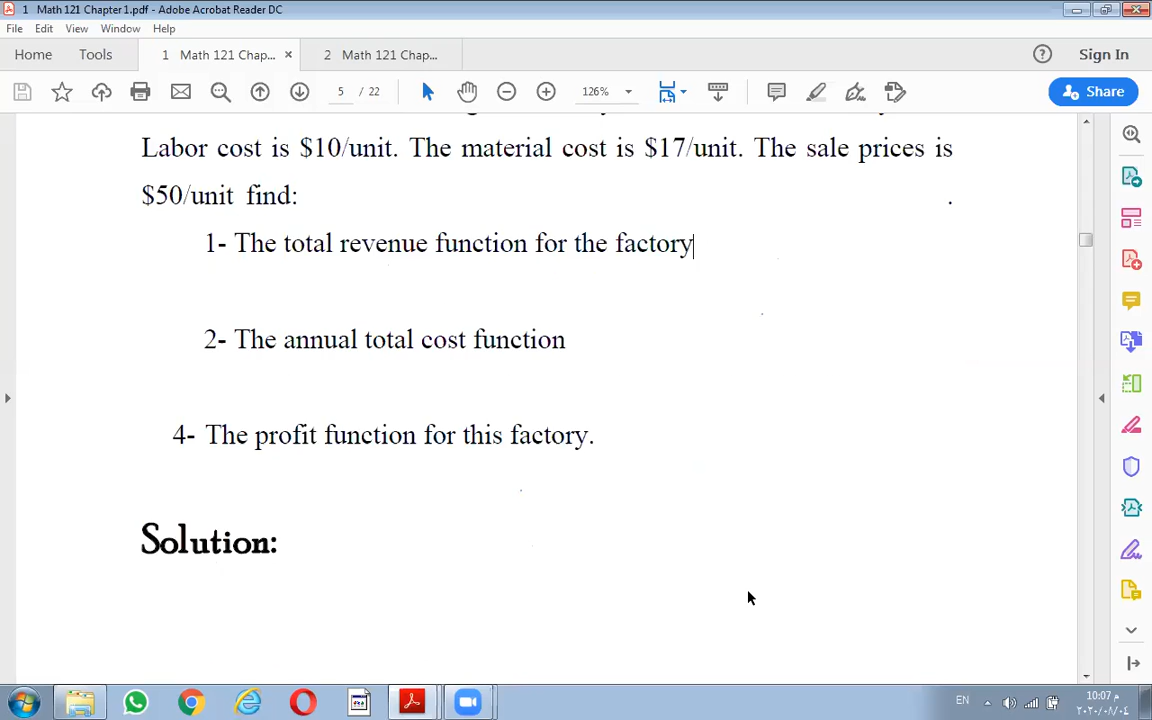 1 Math 121 Chapter 1.pdf - Adobe Acrobat Reader DC
File Edit View Window Help
Home Tools 1 Math 121 Chap... × 2 Math 121 Chap... Sign In
5 / 22 126% Share
Labor cost is $10/unit. The material cost is $17/unit. The sale prices is
$50/unit find: .
1- The total revenue function for the factory
2- The annual total cost function
4- The profit function for this factory.
Solution:
EN 10:07 م
٢٠٢٠/٠٨/٠٤